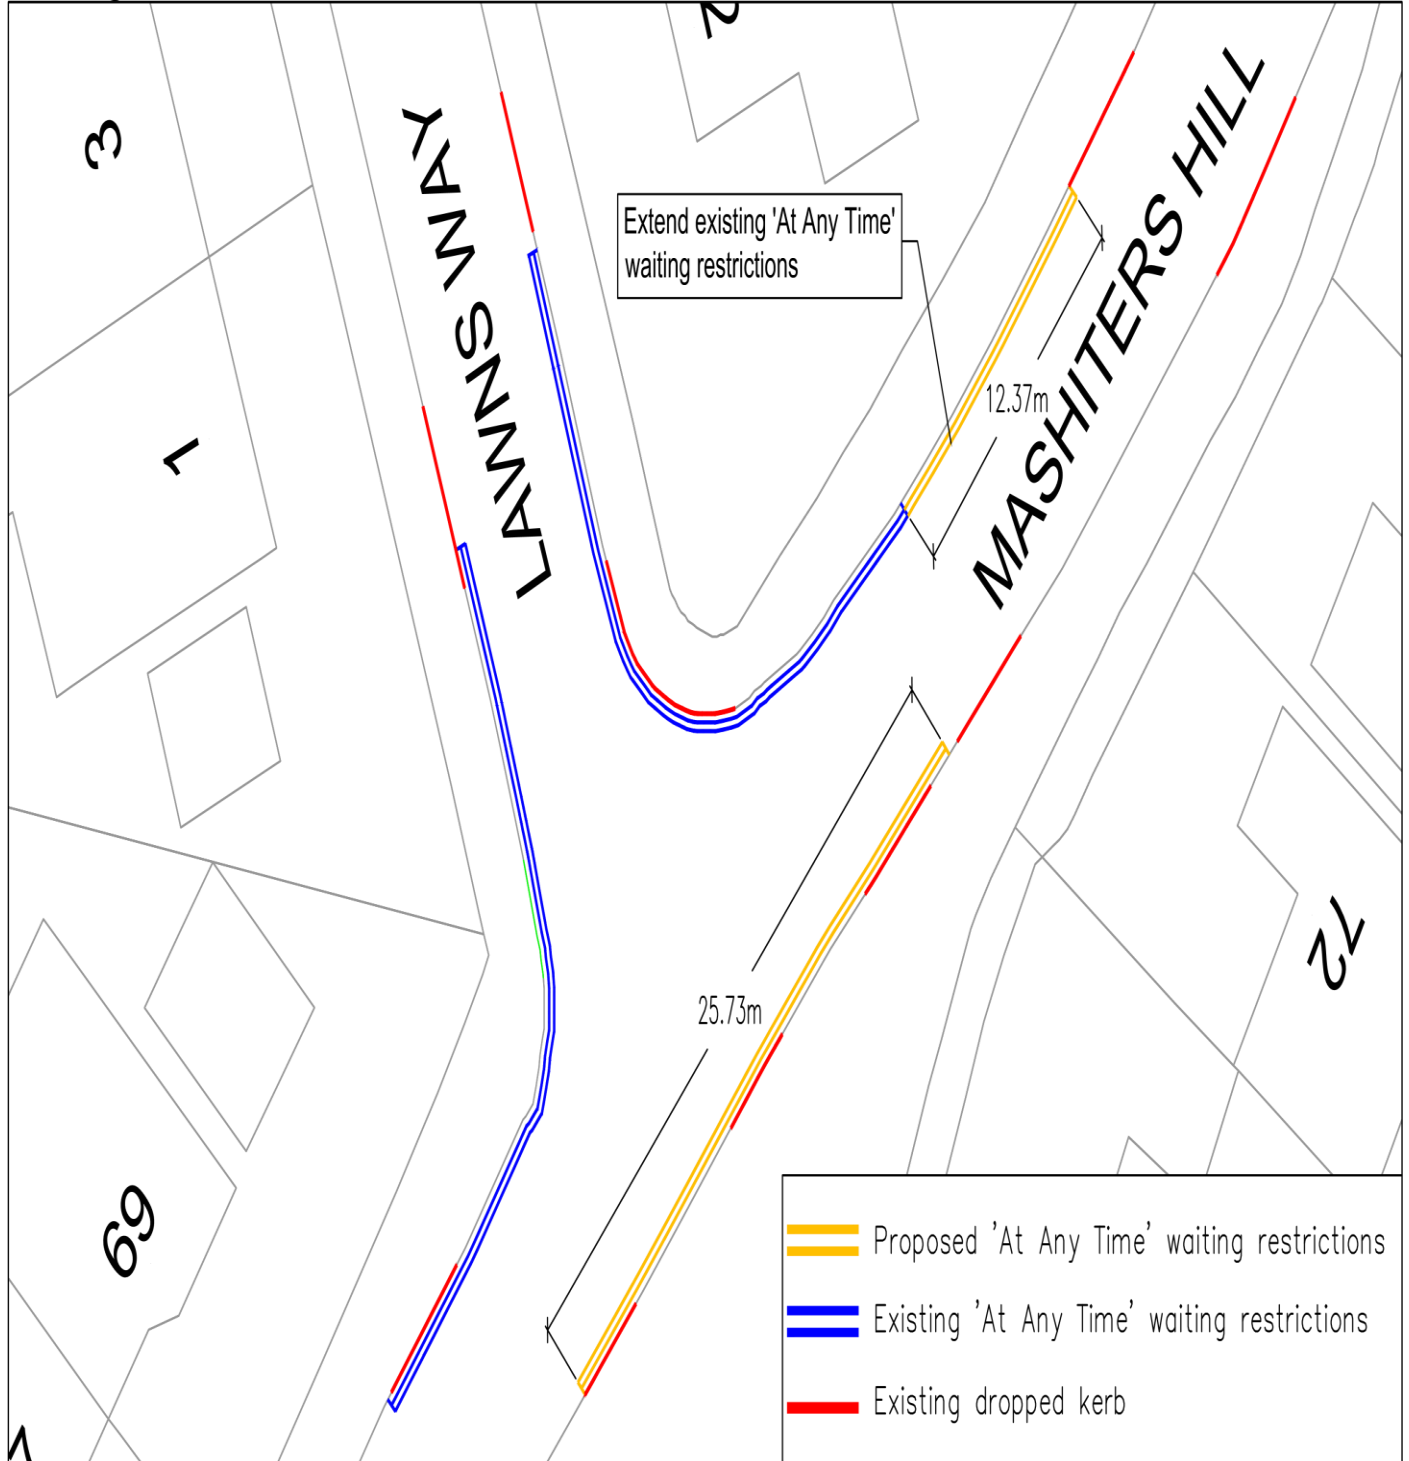 3
LAWNS WAY
2
MASHITERS HILL
Extend existing 'At Any Time'
waiting restrictions
12.37m
1
25.73m
72
69
Proposed 'At Any Time' waiting restrictions
Existing 'At Any Time' waiting restrictions
Existing dropped kerb